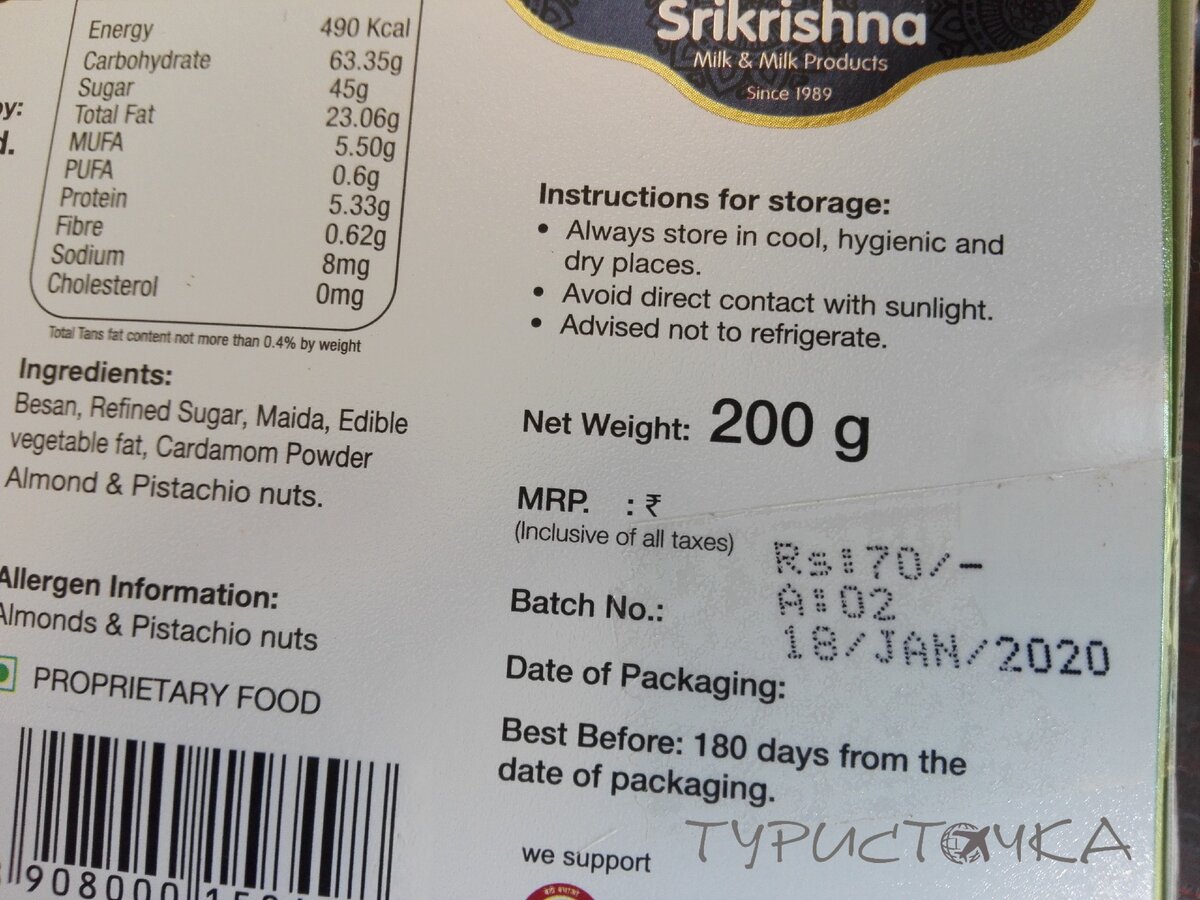 Energy 490 Kcal
Carbohydrate 63.35g
Sugar 45g
Total Fat 23.06g
MUFA 5.50g
PUFA 0.6g
Protein 5.33g
Fibre 0.62g
Sodium 8mg
Cholesterol 0mg
Total Tans fat content not more than 0.4% by weight
Ingredients:
Besan, Refined Sugar, Maida, Edible
vegetable fat, Cardamom Powder
Almond & Pistachio nuts.
Allergen Information:
Almonds & Pistachio nuts
PROPRIETARY FOOD
Srikrishna
Milk & Milk Products
Since 1989
Instructions for storage:
• Always store in cool, hygienic and
dry places.
• Avoid direct contact with sunlight.
• Advised not to refrigerate.
Net Weight: 200 g
MRP. : ₹
(Inclusive of all taxes)
Rs:70/-
Batch No.: A:02
18/JAN/2020
Date of Packaging:
Best Before: 180 days from the
date of packaging.
we support
ТУРИСТОЧКА